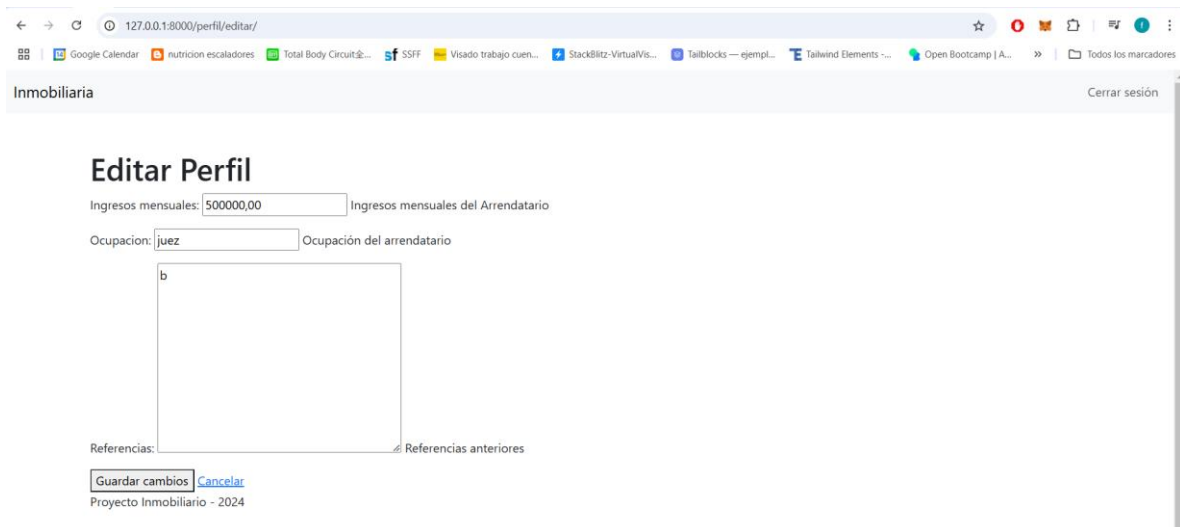 127.0.0.1:8000/perfil/editar/
Google Calendar nutricion escaladores Total Body Circuit全... SSFF Visado trabajo cuen... StackBlitz-VirtualVis... Tailblocks — ejempl... Tailwind Elements -... Open Bootcamp | A... » Todos los marcadores
Inmobiliaria Cerrar sesión
Editar Perfil
Ingresos mensuales: 500000,00 Ingresos mensuales del Arrendatario
Ocupacion: juez Ocupación del arrendatario
b
Referencias: Referencias anteriores
Guardar cambios Cancelar
Proyecto Inmobiliario - 2024